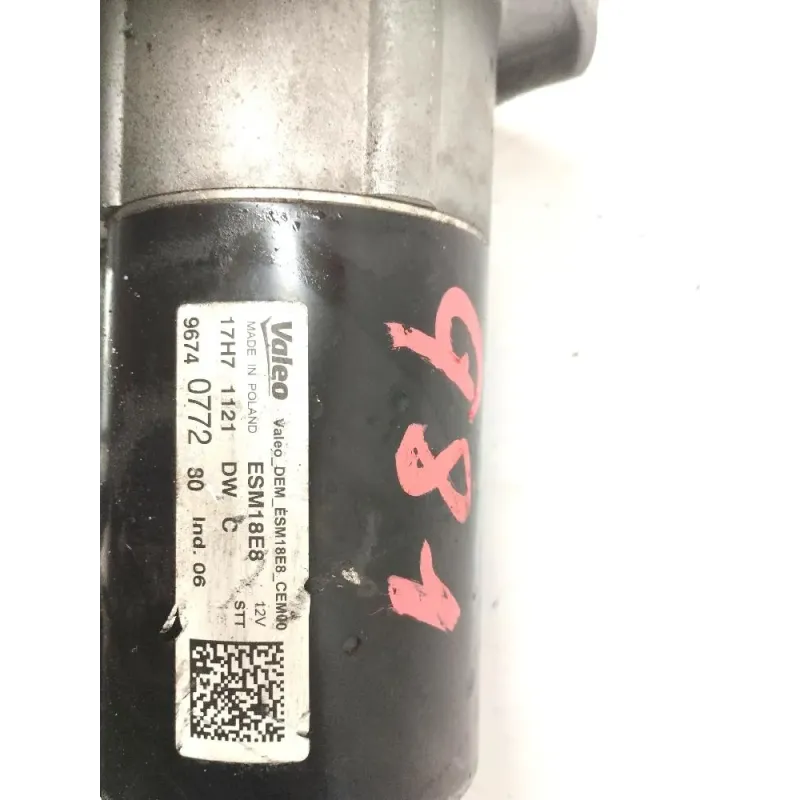 Valeo Valeo_DEM_ESM18E8_CEM00
MADE IN POLAND ESM18E8 12V
STT
17H7 1121 DW C
9674 0772 80 Ind. 06
981